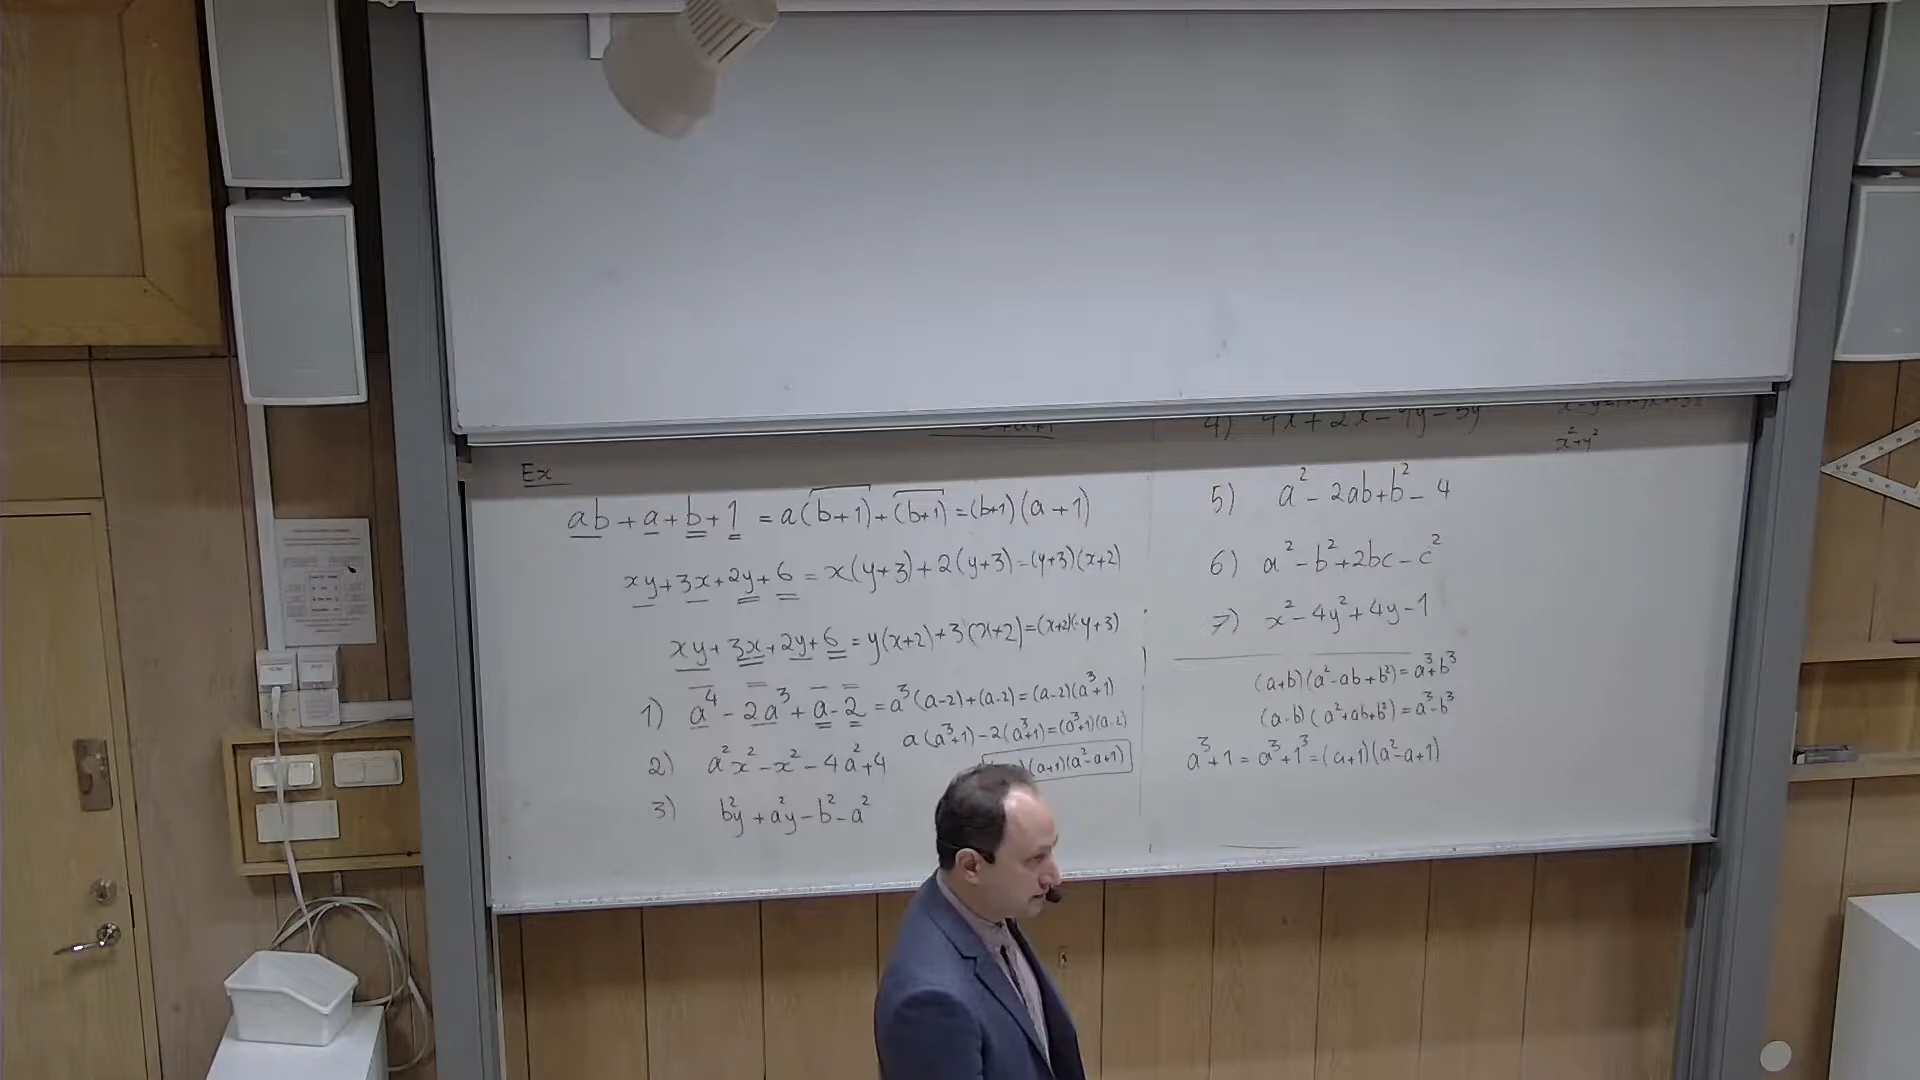 Ex
ab + a + b + 1 = a(b+1) + (b+1) = (b+1)(a+1)
xy + 3x + 2y + 6 = x(y+3) + 2(y+3) = (y+3)(x+2)
xy + 3x + 2y + 6 = y(x+2) + 3(x+2) = (x+2)(y+3)
1) a⁴ - 2a³ + a - 2 = a³(a-2) + (a-2) = (a-2)(a³+1)
a(a³+1) - 2(a³+1) = (a³+1)(a-2)
(a+1)(a²-a+1)
2) a²x² - x² - 4a² + 4
3) b²y + a²y - b² - a²
x² + y²
5) a² - 2ab + b² - 4
6) a² - b² + 2bc - c²
7) x² - 4y² + 4y - 1
(a+b)(a² - ab + b²) = a³ + b³
(a-b)(a² + ab + b²) = a³ - b³
a³ + 1 = a³ + 1³ = (a+1)(a² - a + 1)